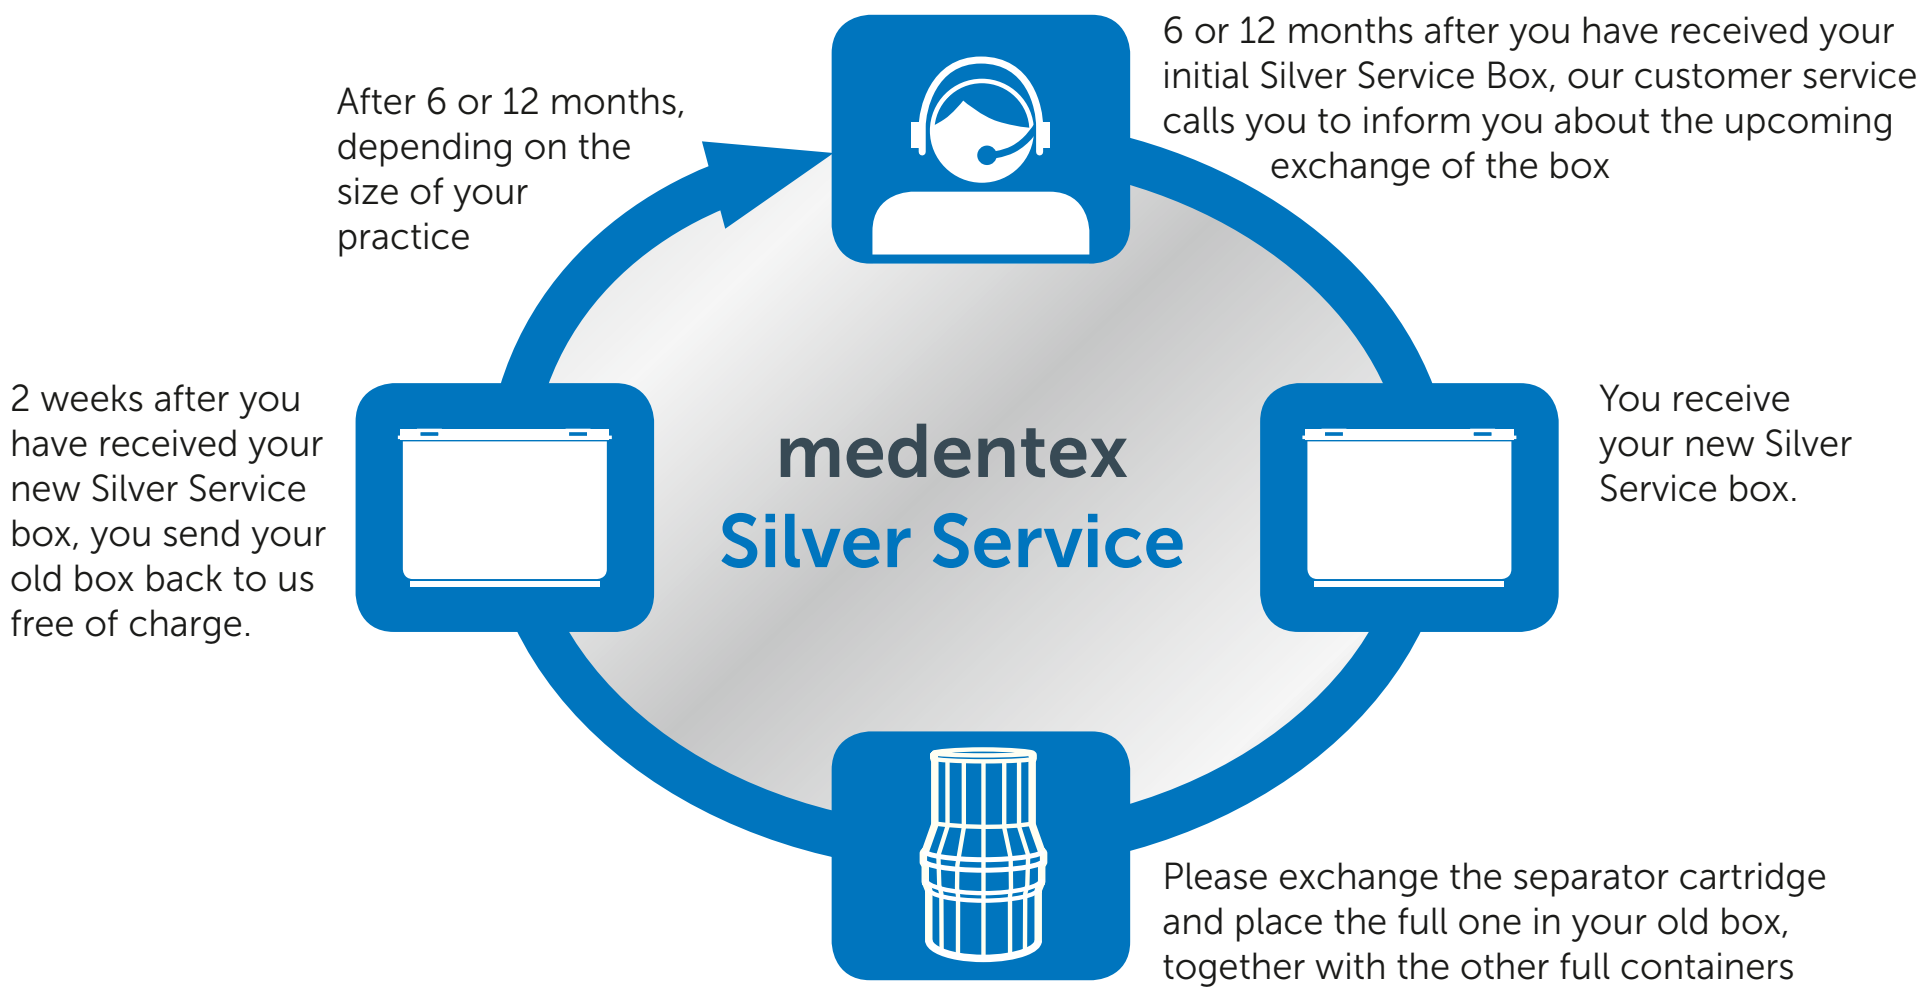 6 or 12 months after you have received your
initial Silver Service Box, our customer service
calls you to inform you about the upcoming
exchange of the box
After 6 or 12 months,
depending on the
size of your
practice
2 weeks after you
have received your
new Silver Service
box, you send your
old box back to us
free of charge.
medentex
Silver Service
You receive
your new Silver
Service box.
Please exchange the separator cartridge
and place the full one in your old box,
together with the other full containers